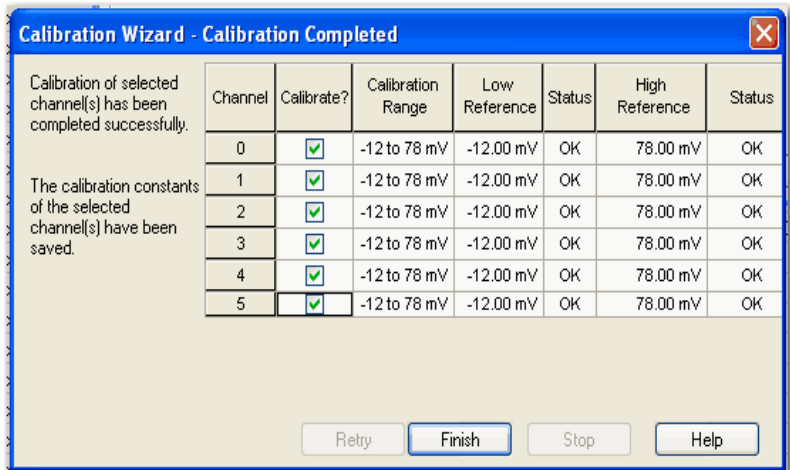 Calibration Wizard - Calibration Completed
Calibration of selected
channel(s) has been
completed successfully.
The calibration constants
of the selected
channel(s) have been
saved.
Channel Calibrate? Calibration Range Low Reference Status High Reference Status
0 -12 to 78 mV -12.00 mV OK 78.00 mV OK
1 -12 to 78 mV -12.00 mV OK 78.00 mV OK
2 -12 to 78 mV -12.00 mV OK 78.00 mV OK
3 -12 to 78 mV -12.00 mV OK 78.00 mV OK
4 -12 to 78 mV -12.00 mV OK 78.00 mV OK
5 -12 to 78 mV -12.00 mV OK 78.00 mV OK
Retry Finish Stop Help